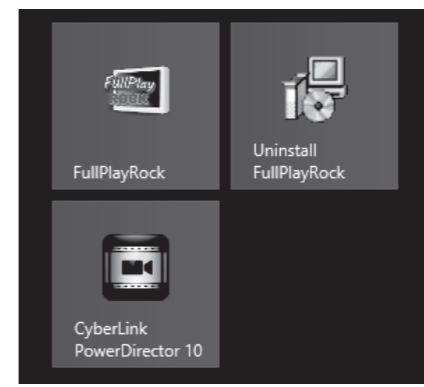 FullPlay
ROCK
FullPlayRock
Uninstall
FullPlayRock
CyberLink
PowerDirector 10